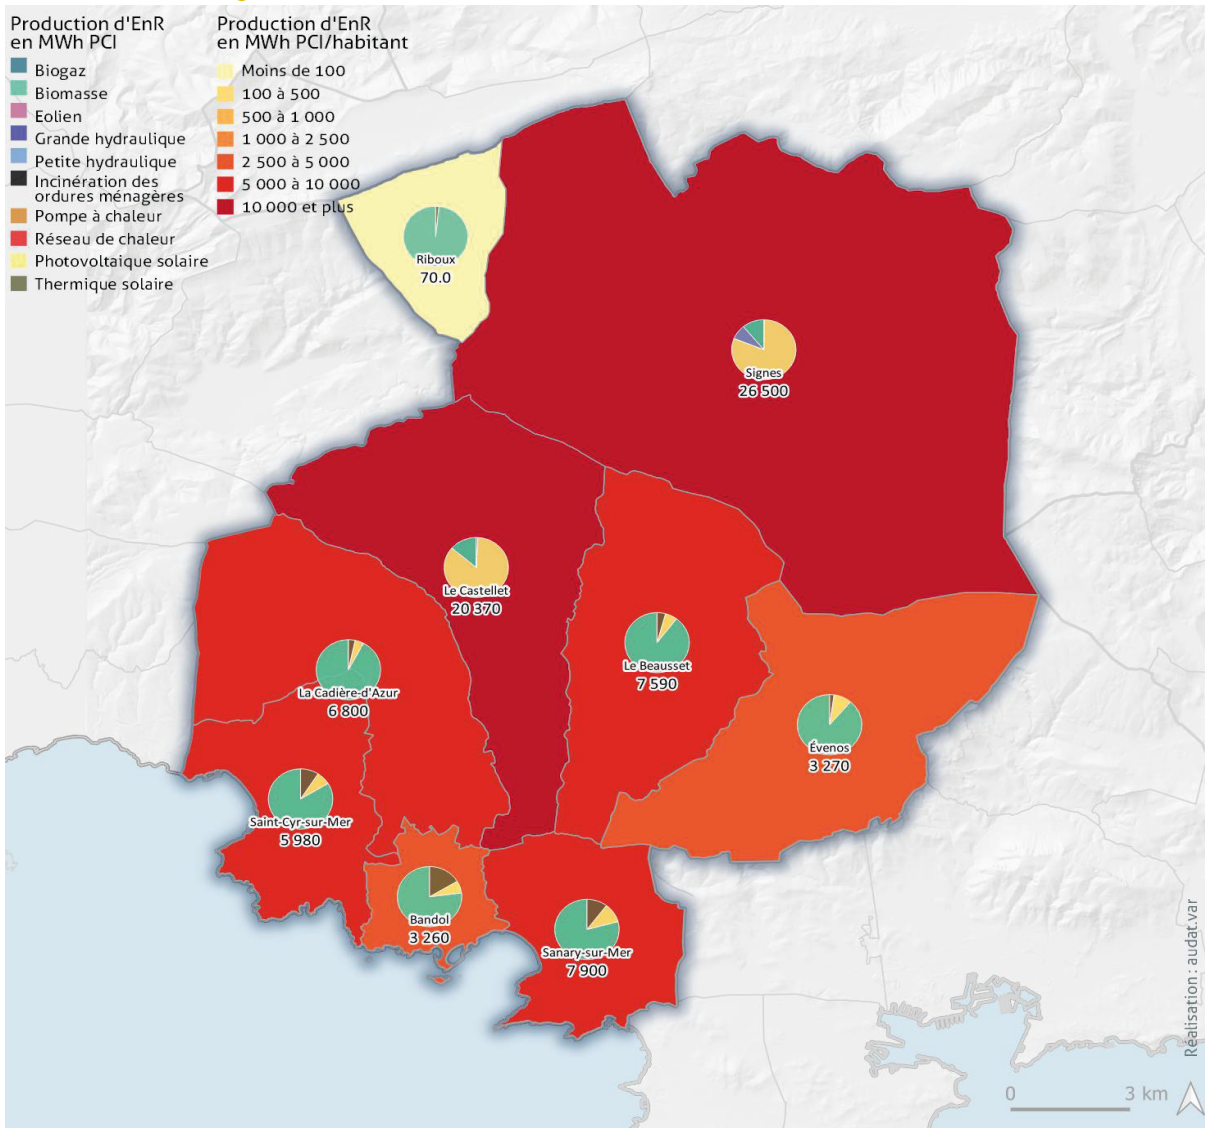 Production d'EnR
en MWh PCI
Biogaz
Biomasse
Eolien
Grande hydraulique
Petite hydraulique
Incinération des
ordures ménagères
Pompe à chaleur
Réseau de chaleur
Photovoltaique solaire
Thermique solaire
Production d'EnR
en MWh PCI/habitant
Moins de 100
100 à 500
500 à 1 000
1 000 à 2 500
2 500 à 5 000
5 000 à 10 000
10 000 et plus
Riboux
70.0
Signes
26 500
Le Castellet
20 370
Le Beausset
7 590
La Cadière-d'Azur
6 800
Évenos
3 270
Saint-Cyr-sur-Mer
5 980
Bandol
3 260
Sanary-sur-Mer
7 900
Réalisation : audat.var
0 3 km